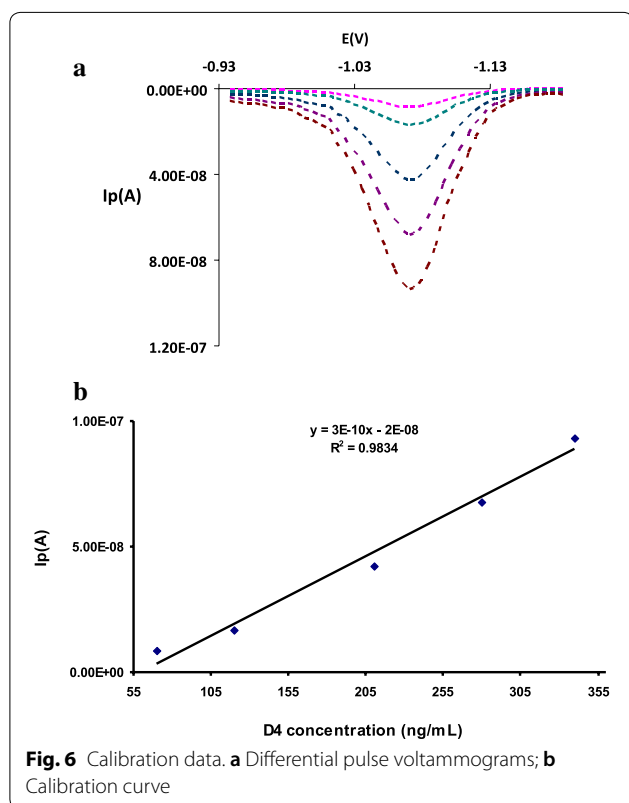 E(V)
a
-0.93 -1.03 -1.13
0.00E+00
4.00E-08
Ip(A)
8.00E-08
1.20E-07
b
1.00E-07
y = 3E-10x - 2E-08
R² = 0.9834
Ip(A)
5.00E-08
0.00E+00
55 105 155 205 255 305 355
D4 concentration (ng/mL)
Fig. 6 Calibration data. a Differential pulse voltammograms; b
Calibration curve